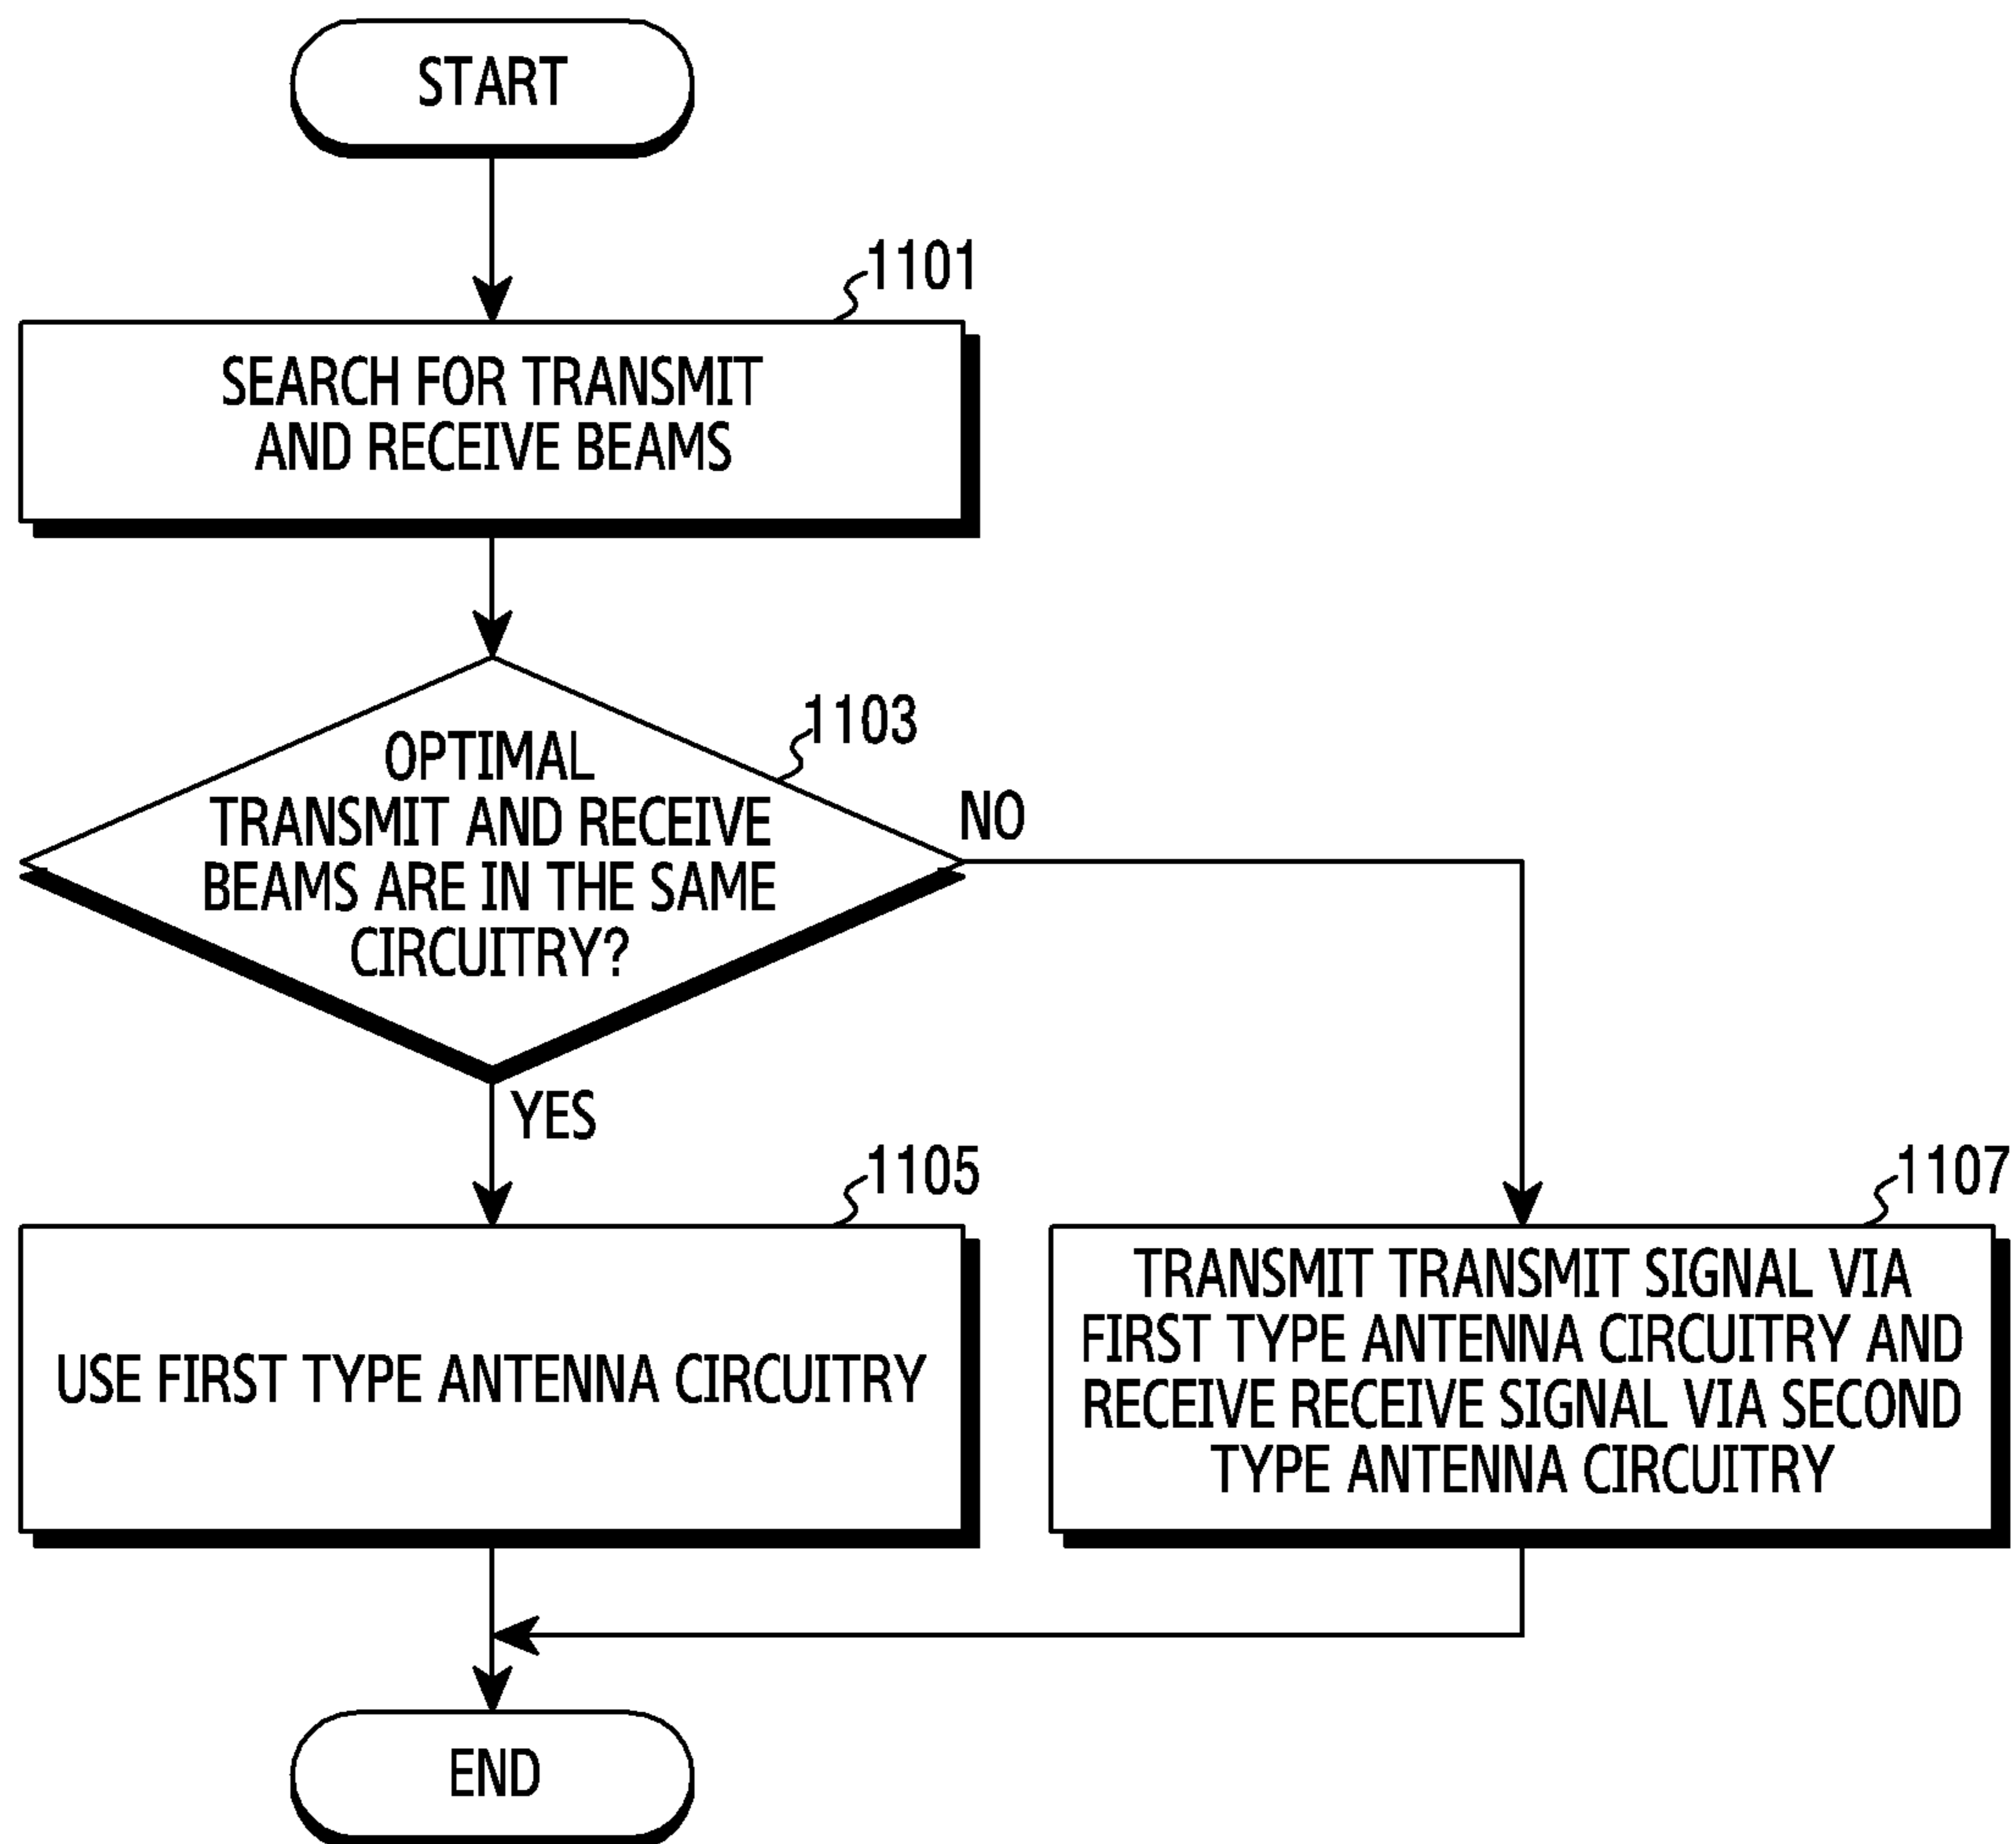 START
1101
SEARCH FOR TRANSMIT
AND RECEIVE BEAMS
1103
OPTIMAL
TRANSMIT AND RECEIVE
BEAMS ARE IN THE SAME
CIRCUITRY?
NO
YES
1105
USE FIRST TYPE ANTENNA CIRCUITRY
1107
TRANSMIT TRANSMIT SIGNAL VIA
FIRST TYPE ANTENNA CIRCUITRY AND
RECEIVE RECEIVE SIGNAL VIA SECOND
TYPE ANTENNA CIRCUITRY
END